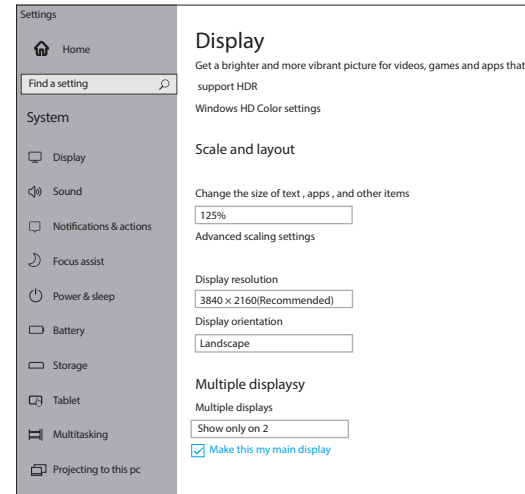 Settings
Home
Find a setting
System
Display
Sound
Notifications & actions
Focus assist
Power & sleep
Battery
Storage
Tablet
Multitasking
Projecting to this pc
Display
Get a brighter and more vibrant picture for videos, games and apps that
support HDR
Windows HD Color settings
Scale and layout
Change the size of text , apps , and other items
125%
Advanced scaling settings
Display resolution
3840 × 2160(Recommended)
Display orientation
Landscape
Multiple displaysy
Multiple displays
Show only on 2
Make this my main display